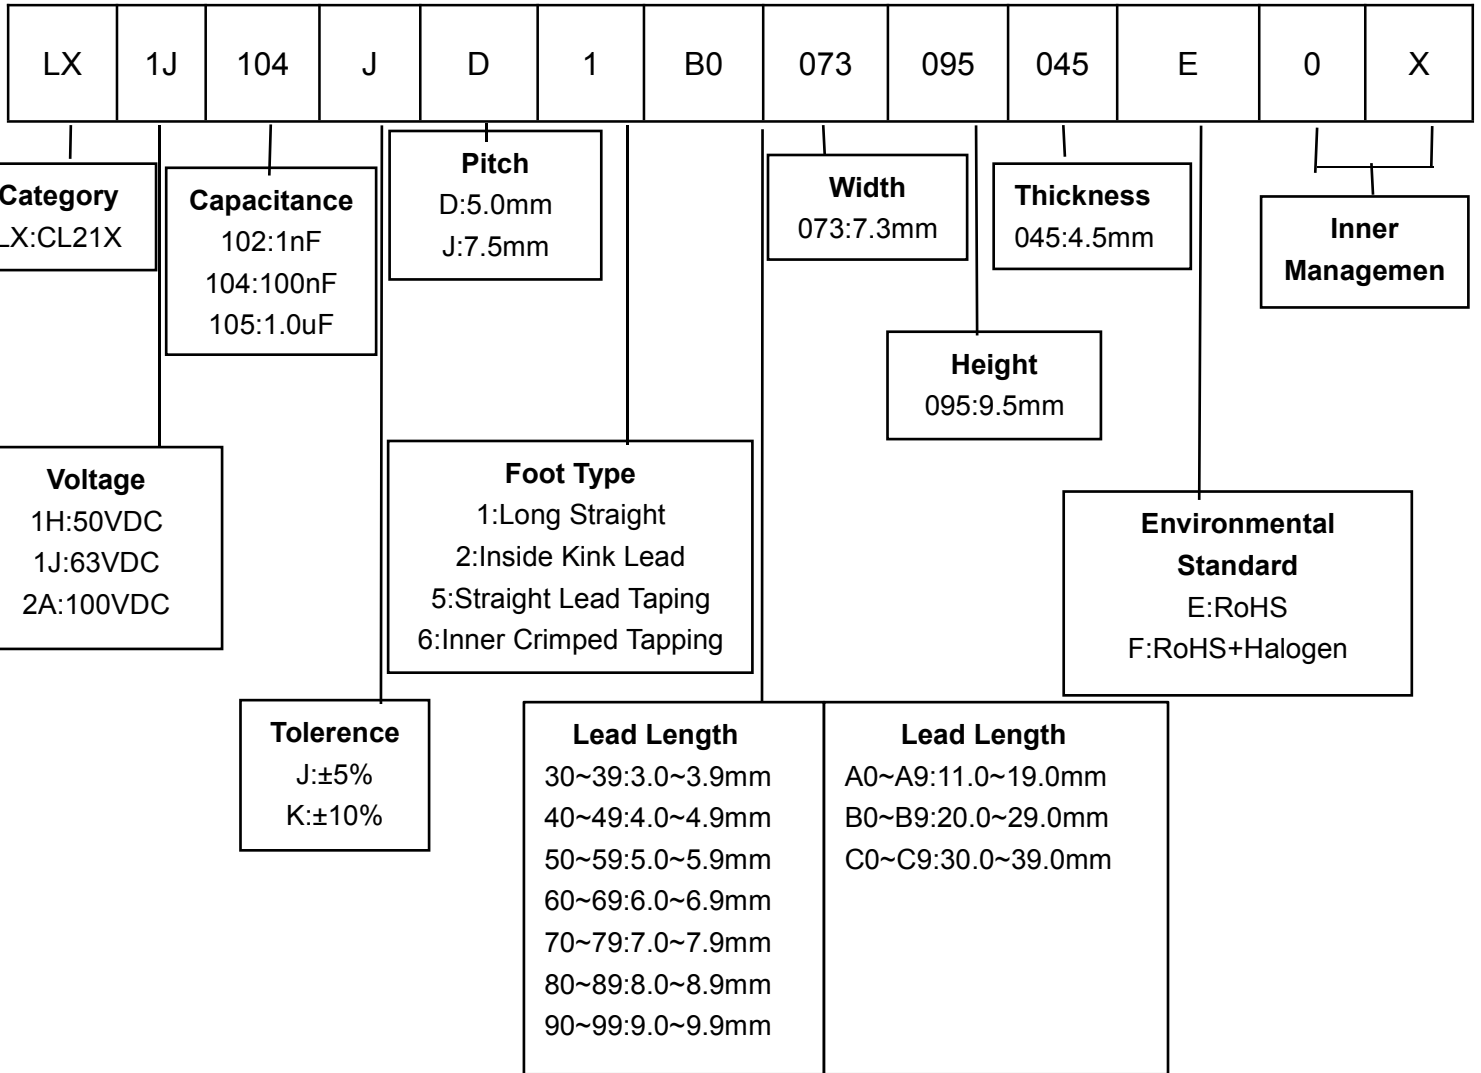 LX 1J 104 J D 1 B0 073 095 045 E 0 X
Category
LX:CL21X
Capacitance
102:1nF
104:100nF
105:1.0uF
Pitch
D:5.0mm
J:7.5mm
Width
073:7.3mm
Thickness
045:4.5mm
Inner
Managemen
Height
095:9.5mm
Voltage
1H:50VDC
1J:63VDC
2A:100VDC
Foot Type
1:Long Straight
2:Inside Kink Lead
5:Straight Lead Taping
6:Inner Crimped Tapping
Environmental
Standard
E:RoHS
F:RoHS+Halogen
Tolerence
J:±5%
K:±10%
Lead Length
30~39:3.0~3.9mm
40~49:4.0~4.9mm
50~59:5.0~5.9mm
60~69:6.0~6.9mm
70~79:7.0~7.9mm
80~89:8.0~8.9mm
90~99:9.0~9.9mm
Lead Length
A0~A9:11.0~19.0mm
B0~B9:20.0~29.0mm
C0~C9:30.0~39.0mm